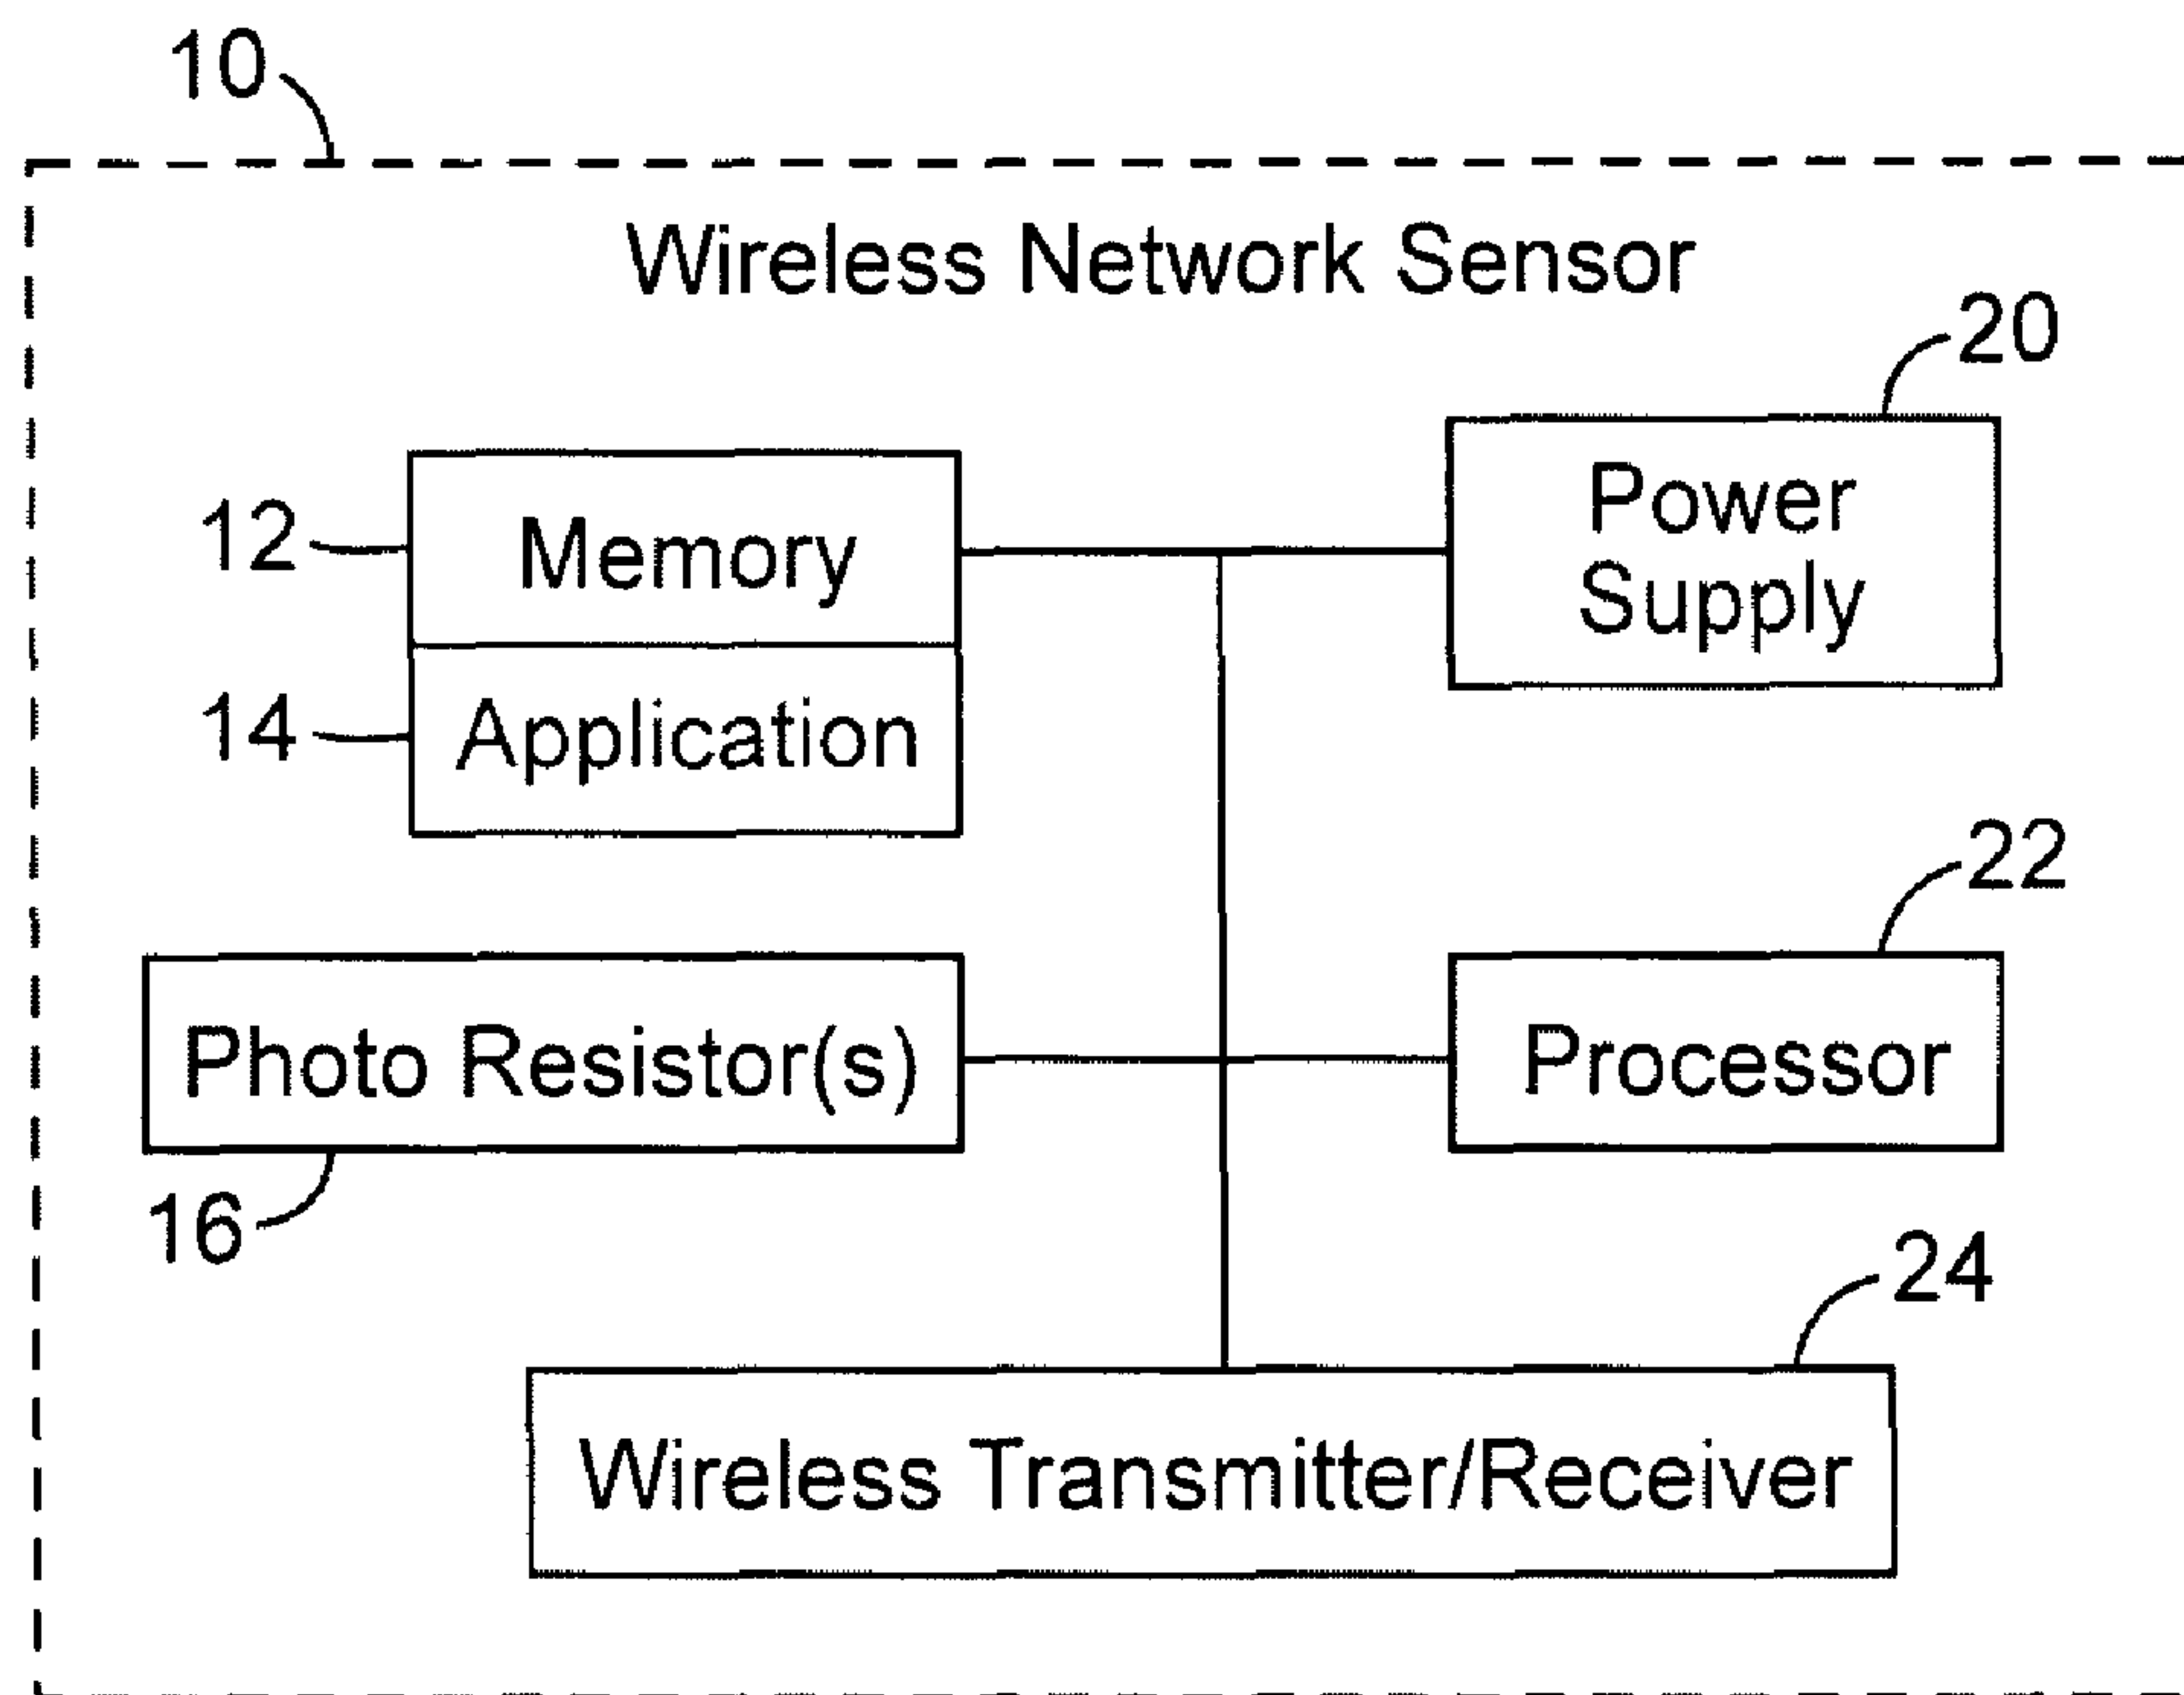 10
Wireless Network Sensor
20
Power
Supply
12
Memory
14
Application
22
Photo Resistor(s)
Processor
16
24
Wireless Transmitter/Receiver